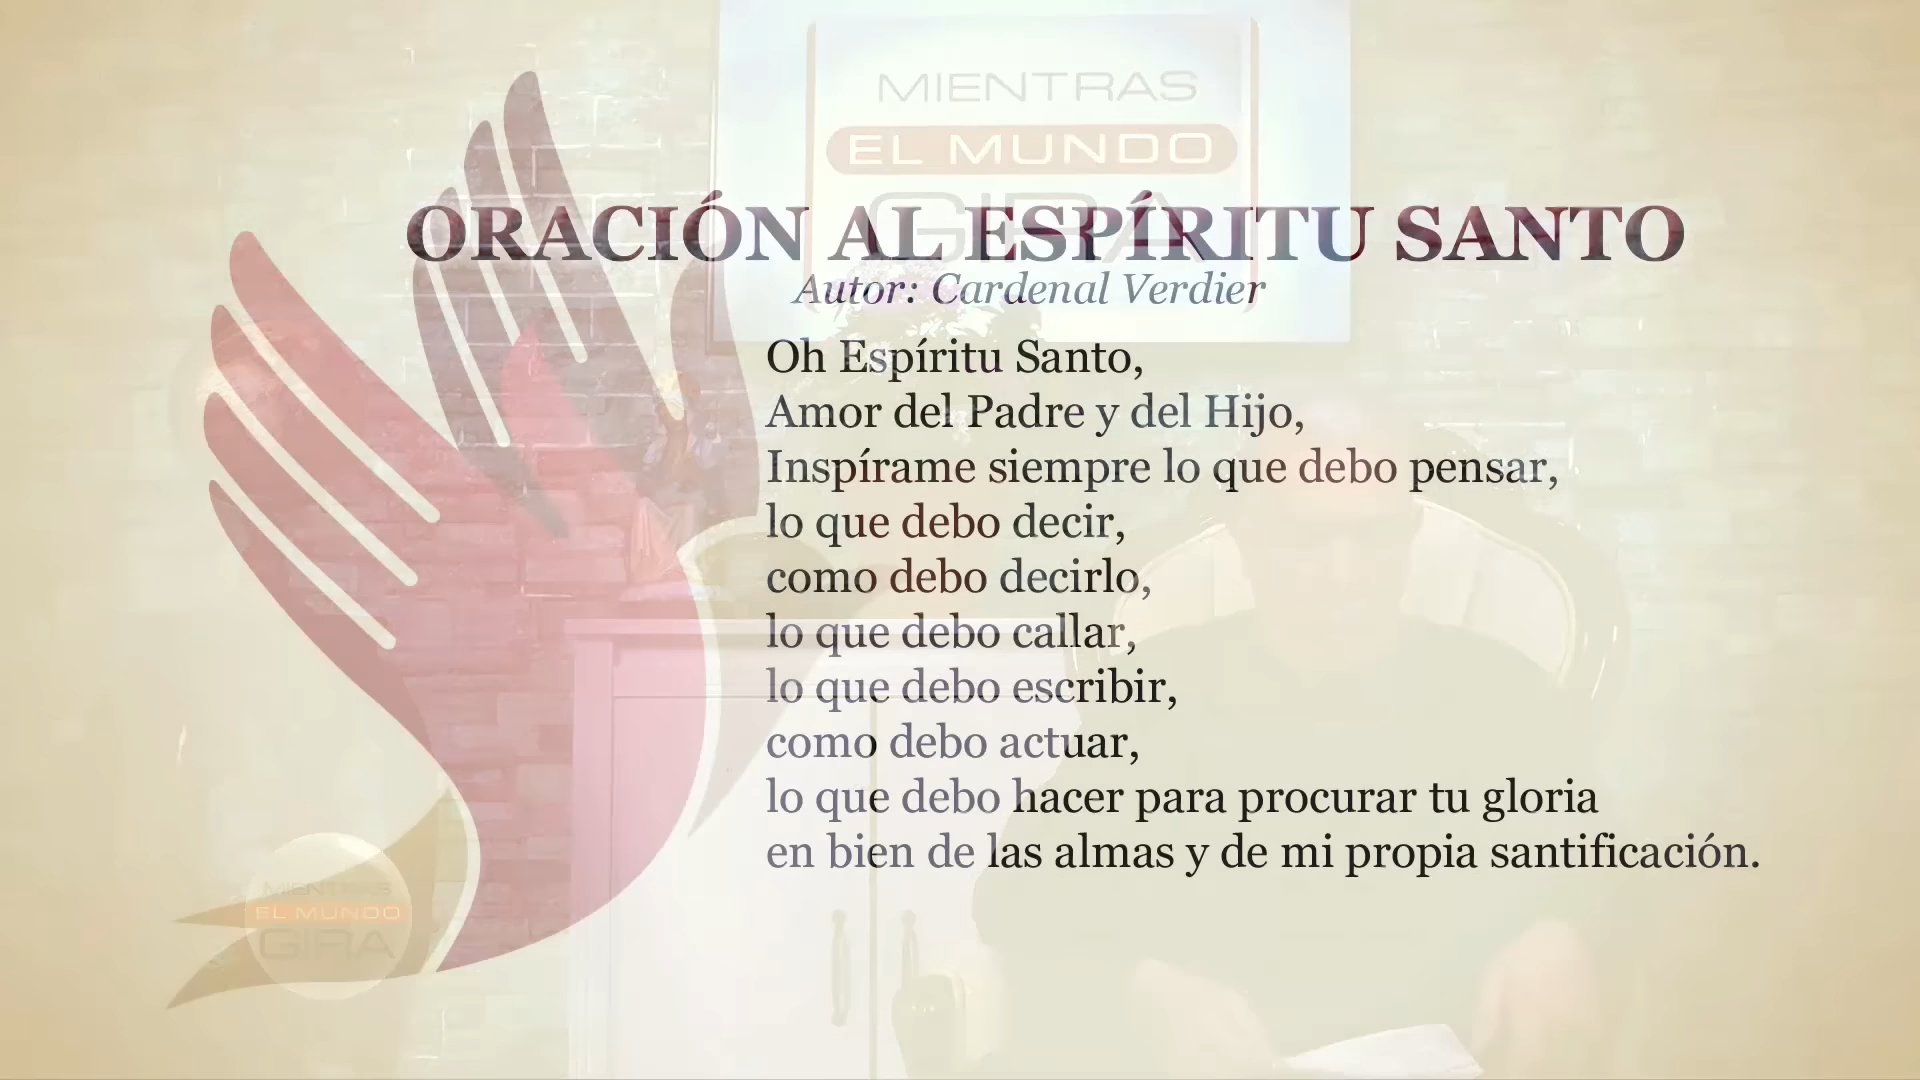 MIENTRAS
EL MUNDO
GIRA
ORACIÓN AL ESPÍRITU SANTO
Autor: Cardenal Verdier
Oh Espíritu Santo,
Amor del Padre y del Hijo,
Inspírame siempre lo que debo pensar,
lo que debo decir,
como debo decirlo,
lo que debo callar,
lo que debo escribir,
como debo actuar,
lo que debo hacer para procurar tu gloria
en bien de las almas y de mi propia santificación.
MIENTRAS
EL MUNDO
GIRA